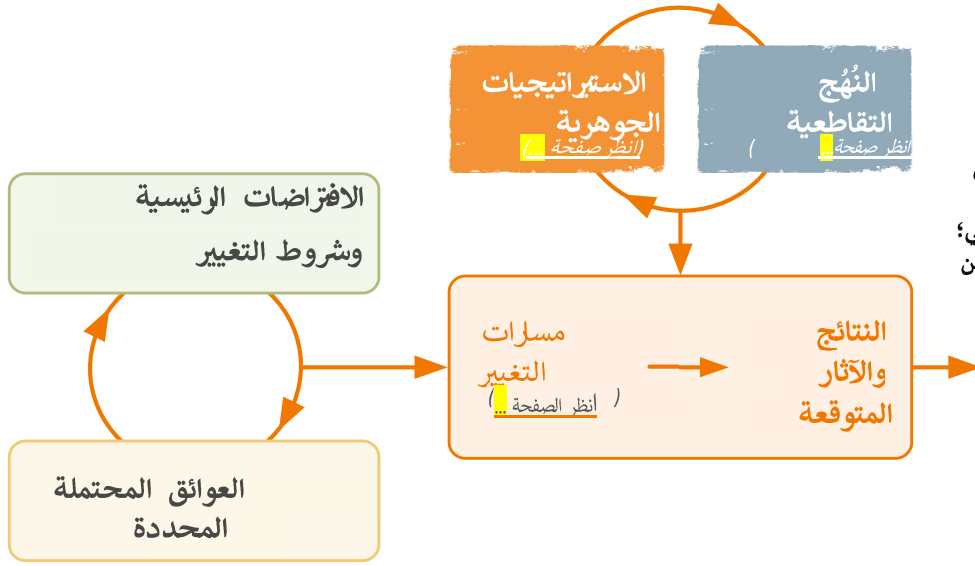 الاستراتيجيات
الجوهرية
(انظر صفحة ...)
النُهُج
التقاطعية
(انظر صفحة ...
الافتراضات الرئيسية
وشروط التغيير
العوائق المحتملة
المحددة
مسارات
التغيير
(انظر الصفحة ...)
النتائج
والآثار
المتوقعة